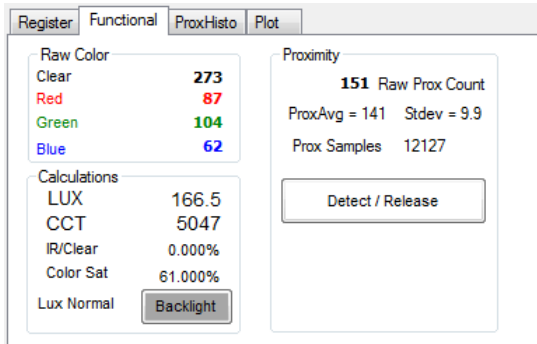 Register Functional ProxHisto Plot
Raw Color
Clear 273
Red 87
Green 104
Blue 62
Calculations
LUX 166.5
CCT 5047
IR/Clear 0.000%
Color Sat 61.000%
Lux Normal Backlight
Proximity
151 Raw Prox Count
ProxAvg = 141 Stdev = 9.9
Prox Samples 12127
Detect / Release